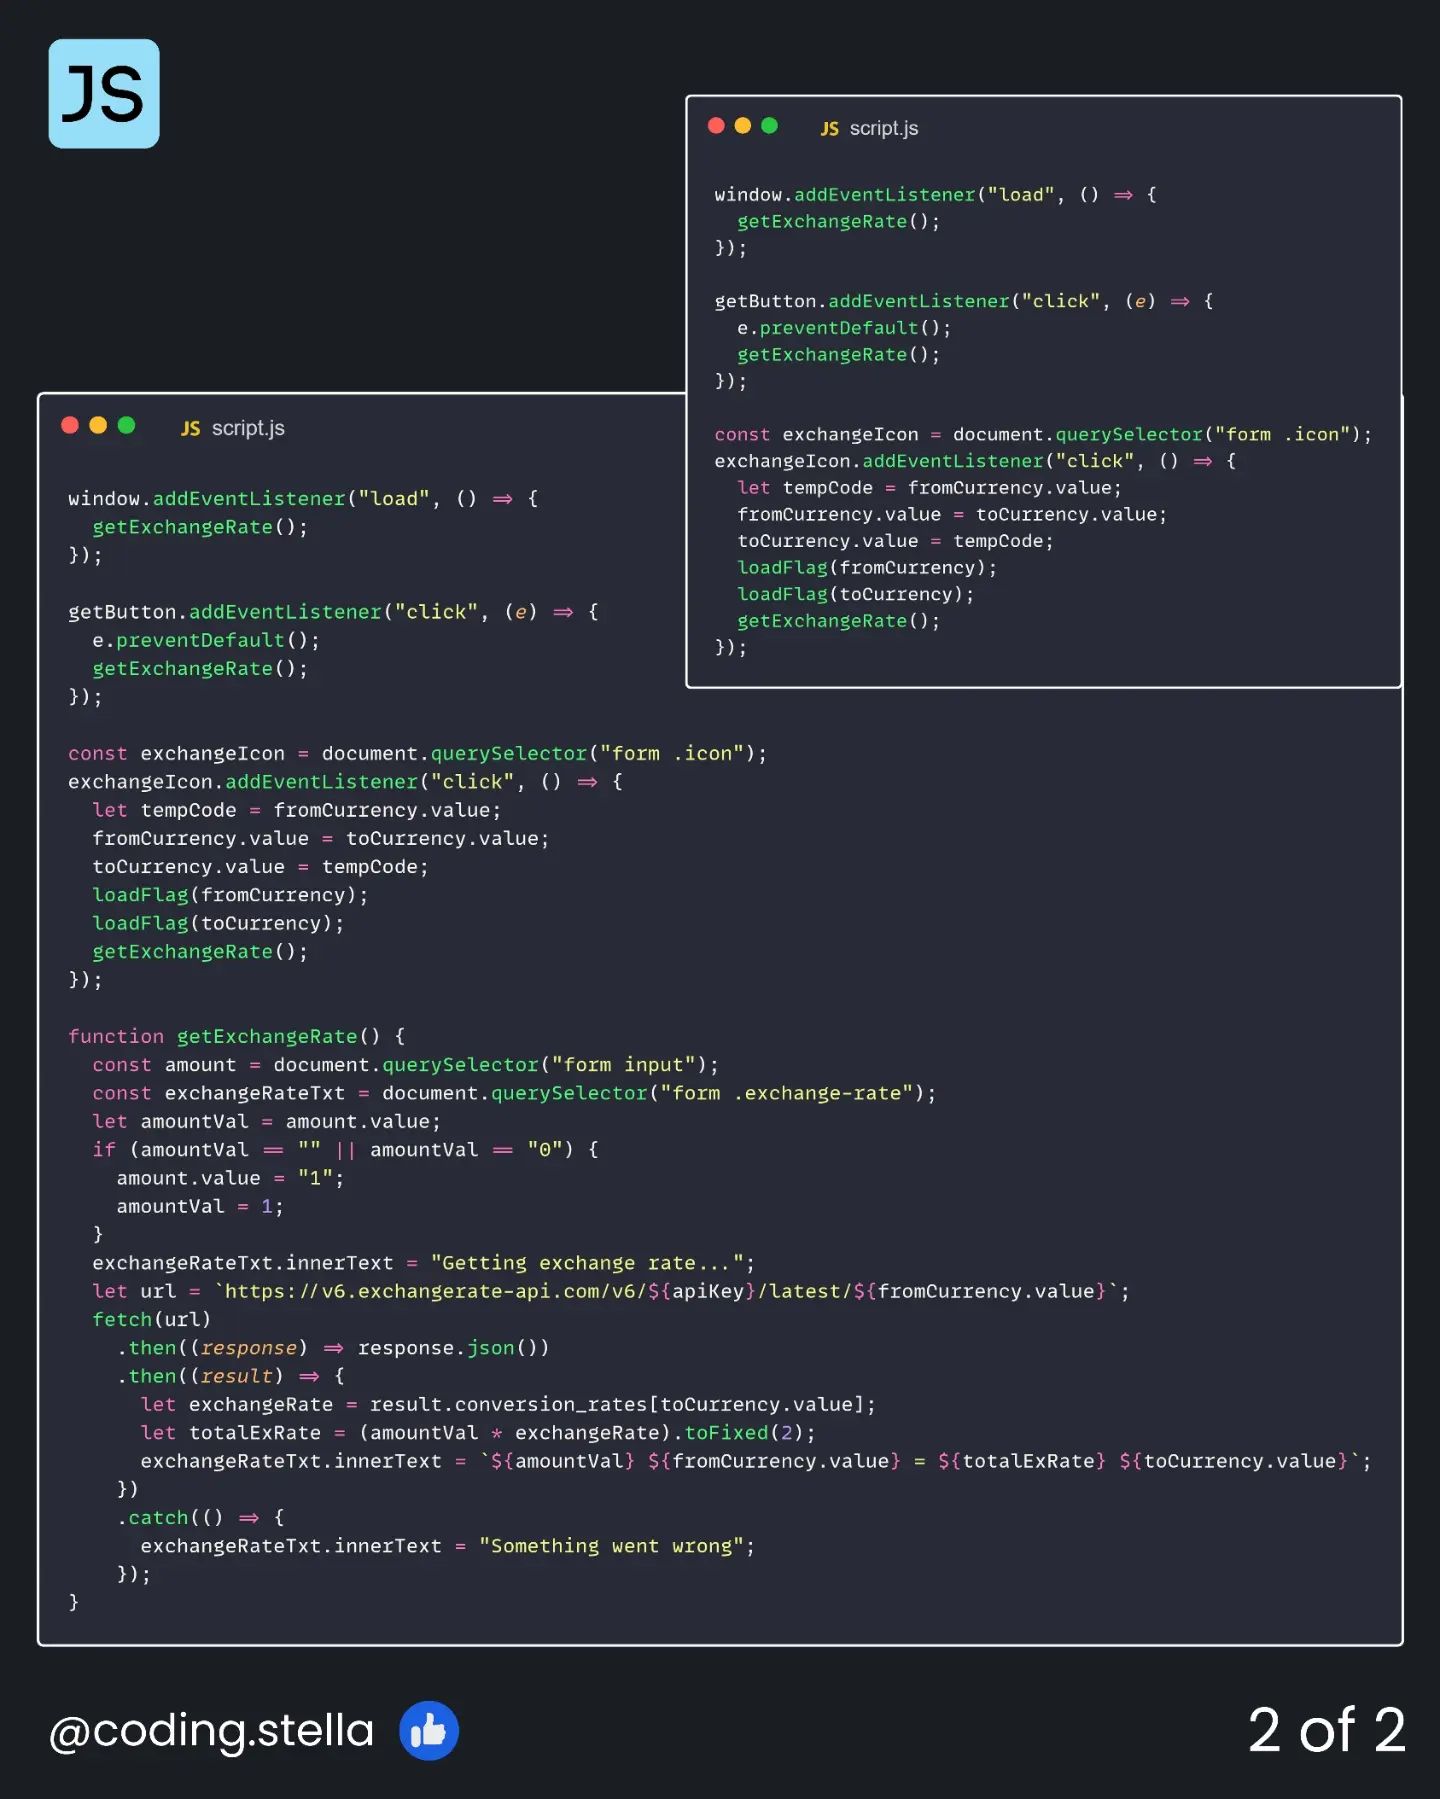 JS
JS script.js
window.addEventListener("load", () => {
  getExchangeRate();
});
getButton.addEventListener("click", (e) => {
  e.preventDefault();
  getExchangeRate();
});
const exchangeIcon = document.querySelector("form .icon");
exchangeIcon.addEventListener("click", () => {
  let tempCode = fromCurrency.value;
  fromCurrency.value = toCurrency.value;
  toCurrency.value = tempCode;
  loadFlag(fromCurrency);
  loadFlag(toCurrency);
  getExchangeRate();
});
JS script.js
window.addEventListener("load", () => {
  getExchangeRate();
});
getButton.addEventListener("click", (e) => {
  e.preventDefault();
  getExchangeRate();
});
const exchangeIcon = document.querySelector("form .icon");
exchangeIcon.addEventListener("click", () => {
  let tempCode = fromCurrency.value;
  fromCurrency.value = toCurrency.value;
  toCurrency.value = tempCode;
  loadFlag(fromCurrency);
  loadFlag(toCurrency);
  getExchangeRate();
});
function getExchangeRate() {
  const amount = document.querySelector("form input");
  const exchangeRateTxt = document.querySelector("form .exchange-rate");
  let amountVal = amount.value;
  if (amountVal == "" || amountVal == "0") {
    amount.value = "1";
    amountVal = 1;
  }
  exchangeRateTxt.innerText = "Getting exchange rate...";
  let url = `https://v6.exchangerate-api.com/v6/${apiKey}/latest/${fromCurrency.value}`;
  fetch(url)
    .then((response) => response.json())
    .then((result) => {
      let exchangeRate = result.conversion_rates[toCurrency.value];
      let totalExRate = (amountVal * exchangeRate).toFixed(2);
      exchangeRateTxt.innerText = `${amountVal} ${fromCurrency.value} = ${totalExRate} ${toCurrency.value}`;
    })
    .catch(() => {
      exchangeRateTxt.innerText = "Something went wrong";
    });
}
@coding.stella
2 of 2